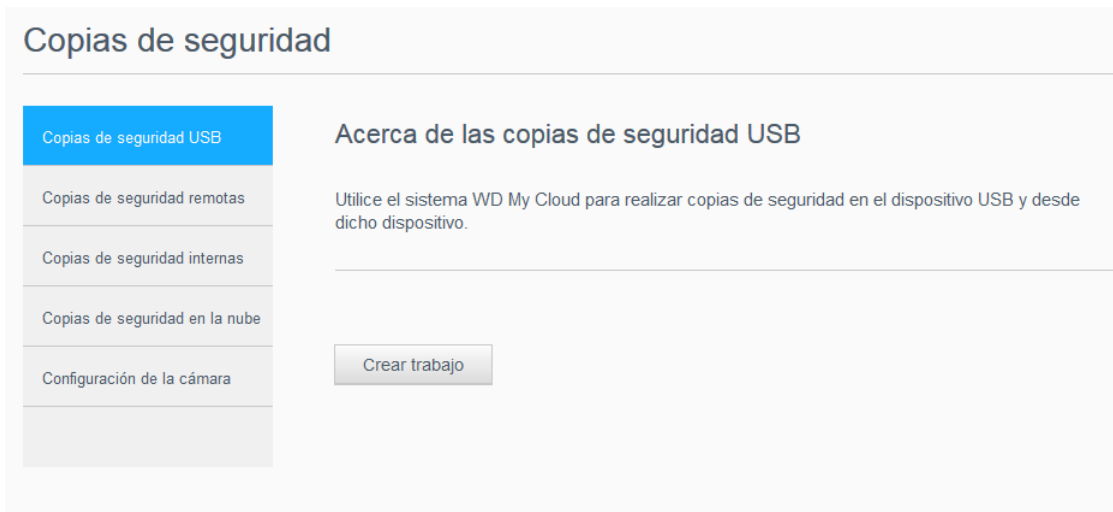 Copias de seguridad
Copias de seguridad USB
Copias de seguridad remotas
Copias de seguridad internas
Copias de seguridad en la nube
Configuración de la cámara
Acerca de las copias de seguridad USB
Utilice el sistema WD My Cloud para realizar copias de seguridad en el dispositivo USB y desde
dicho dispositivo.
Crear trabajo